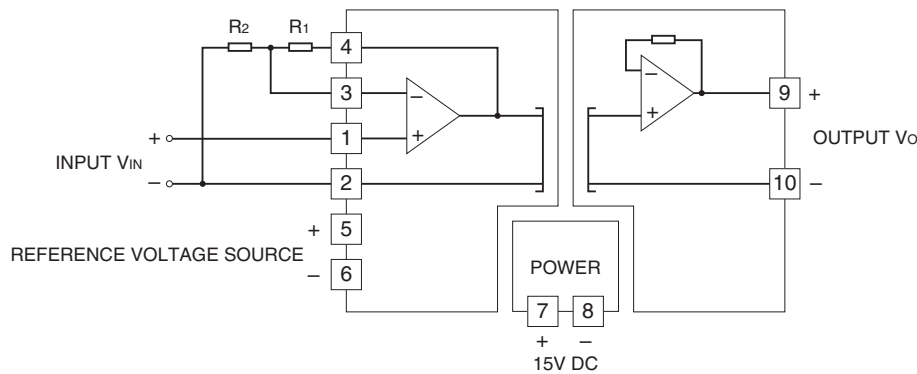 R2 R1 4
3 − − 9 +
+ 1 + +
INPUT VIN OUTPUT VO
− 2 10 −
+ 5
REFERENCE VOLTAGE SOURCE
− 6
POWER
7 8
+ −
15V DC